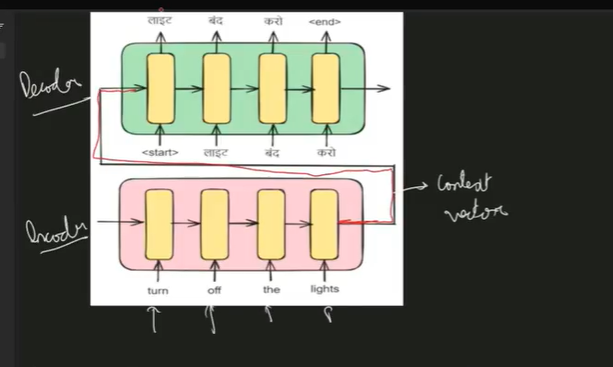 लाइट बंद करो <end>
Decoder
<start> लाइट बंद करो
Context
vector
Encoder
turn off the lights